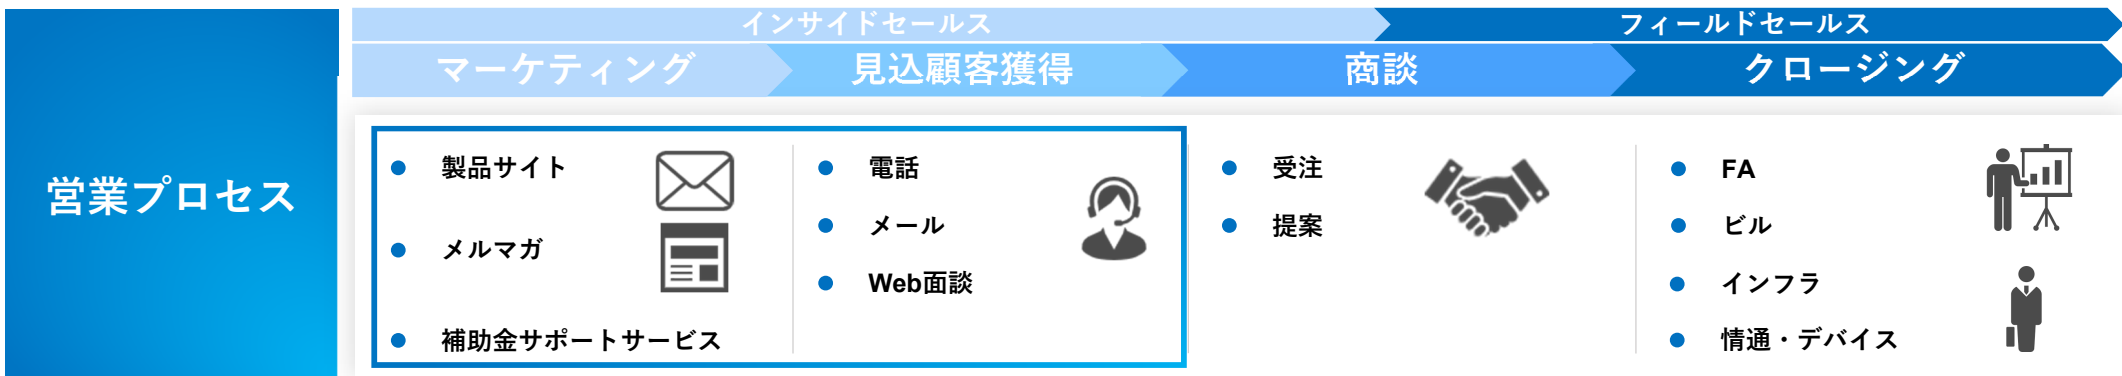 営業プロセス
インサイドセールス
フィールドセールス
マーケティング
見込顧客獲得
商談
クロージング
製品サイト
メルマガ
補助金サポートサービス
電話
メール
Web面談
受注
提案
FA
ビル
インフラ
情通・デバイス